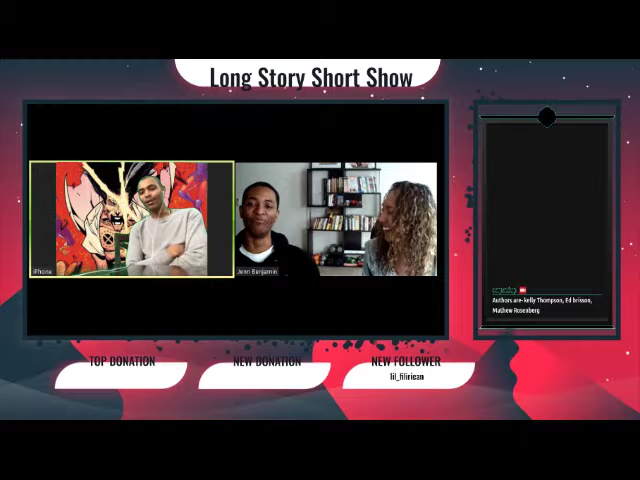 Long Story Short Show
iPhone
Jenn Benjamin
Authors are- kelly Thompson, Ed brisson,
Mathew Rosenberg
TOP DONATION
NEW DONATION
NEW FOLLOWER